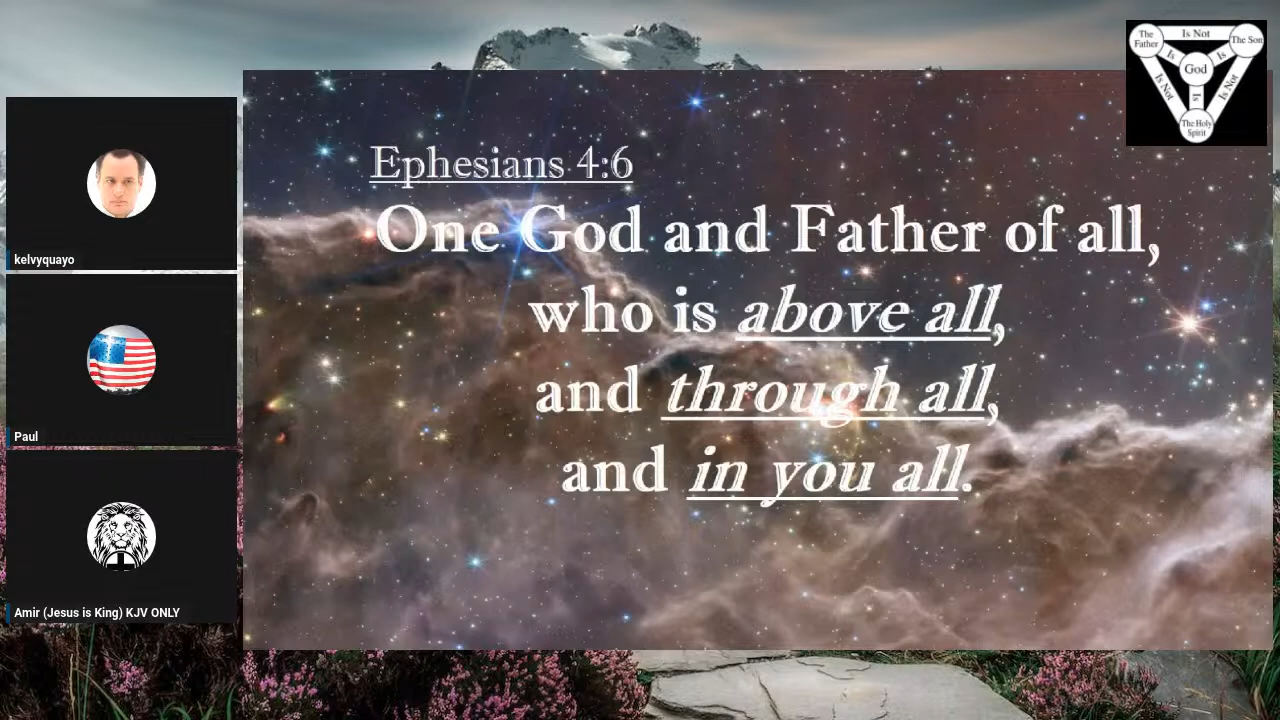 The Father
Is Not
The Son
Is
Is
God
Is Not
Is
Is Not
The Holy Spirit
Ephesians 4:6
One God and Father of all,
who is above all,
and through all,
and in you all.
kelvyquayo
Paul
Amir (Jesus is King) KJV ONLY